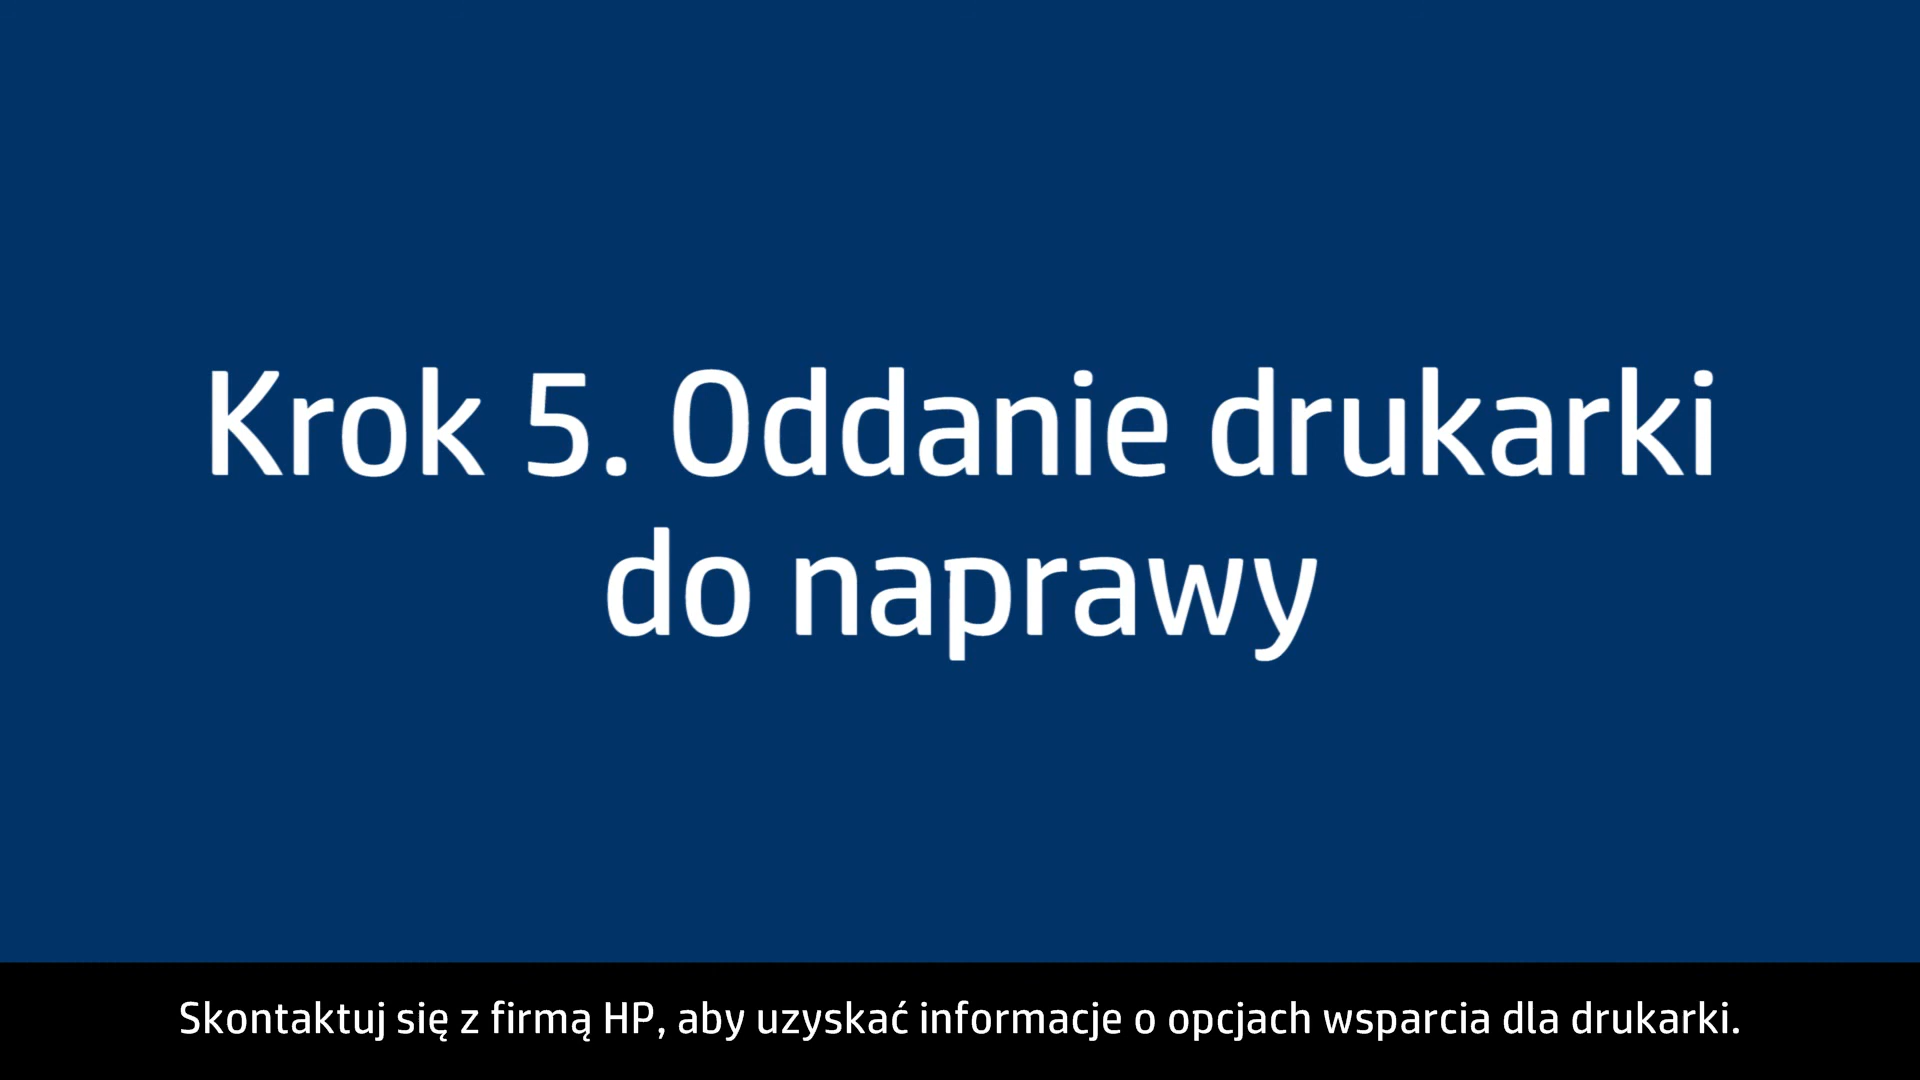 Krok 5. Oddanie drukarki
do naprawy
Skontaktuj się z firmą HP, aby uzyskać informacje o opcjach wsparcia dla drukarki.